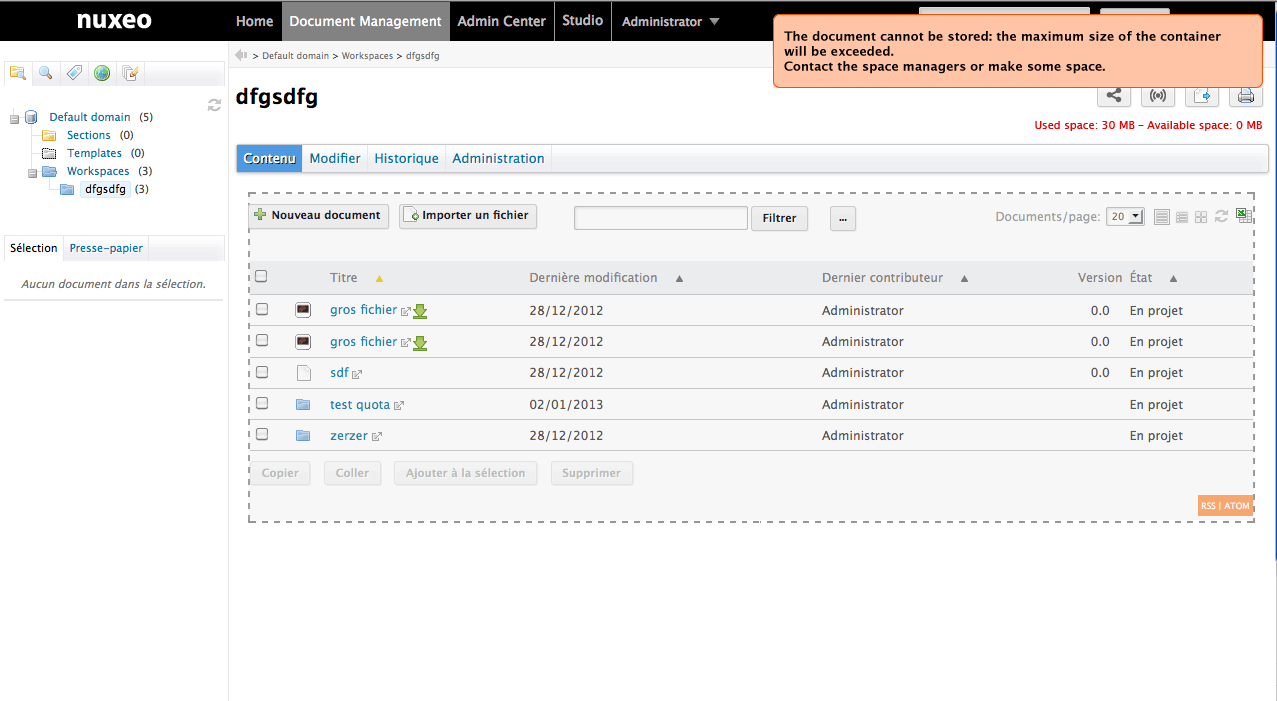 nuxeo
Home Document Management Admin Center Studio Administrator
The document cannot be stored: the maximum size of the container
will be exceeded.
Contact the space managers or make some space.
> Default domain > Workspaces > dfgsdfg
dfgsdfg
Used space: 30 MB – Available space: 0 MB
Default domain (5)
Sections (0)
Templates (0)
Workspaces (3)
dfgsdfg (3)
Sélection Presse-papier
Aucun document dans la sélection.
Contenu Modifier Historique Administration
Nouveau document Importer un fichier Filtrer ... Documents/page: 20
Titre Dernière modification Dernier contributeur Version État
gros fichier 28/12/2012 Administrator 0.0 En projet
gros fichier 28/12/2012 Administrator 0.0 En projet
sdf 28/12/2012 Administrator 0.0 En projet
test quota 02/01/2013 Administrator En projet
zerzer 28/12/2012 Administrator En projet
Copier Coller Ajouter à la sélection Supprimer
RSS | ATOM